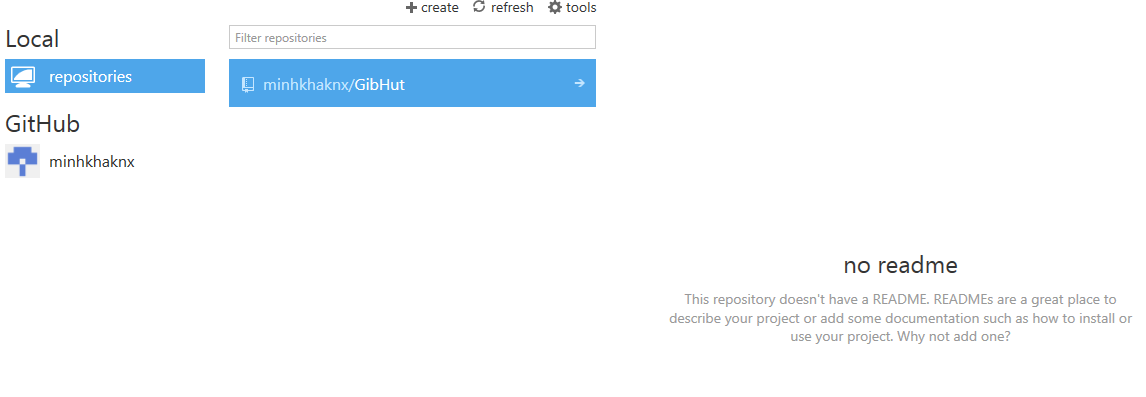 create refresh tools
Local
Filter repositories
repositories
minhkhaknx/GibHut
GitHub
minhkhaknx
no readme
This repository doesn't have a README. READMEs are a great place to
describe your project or add some documentation such as how to install or
use your project. Why not add one?